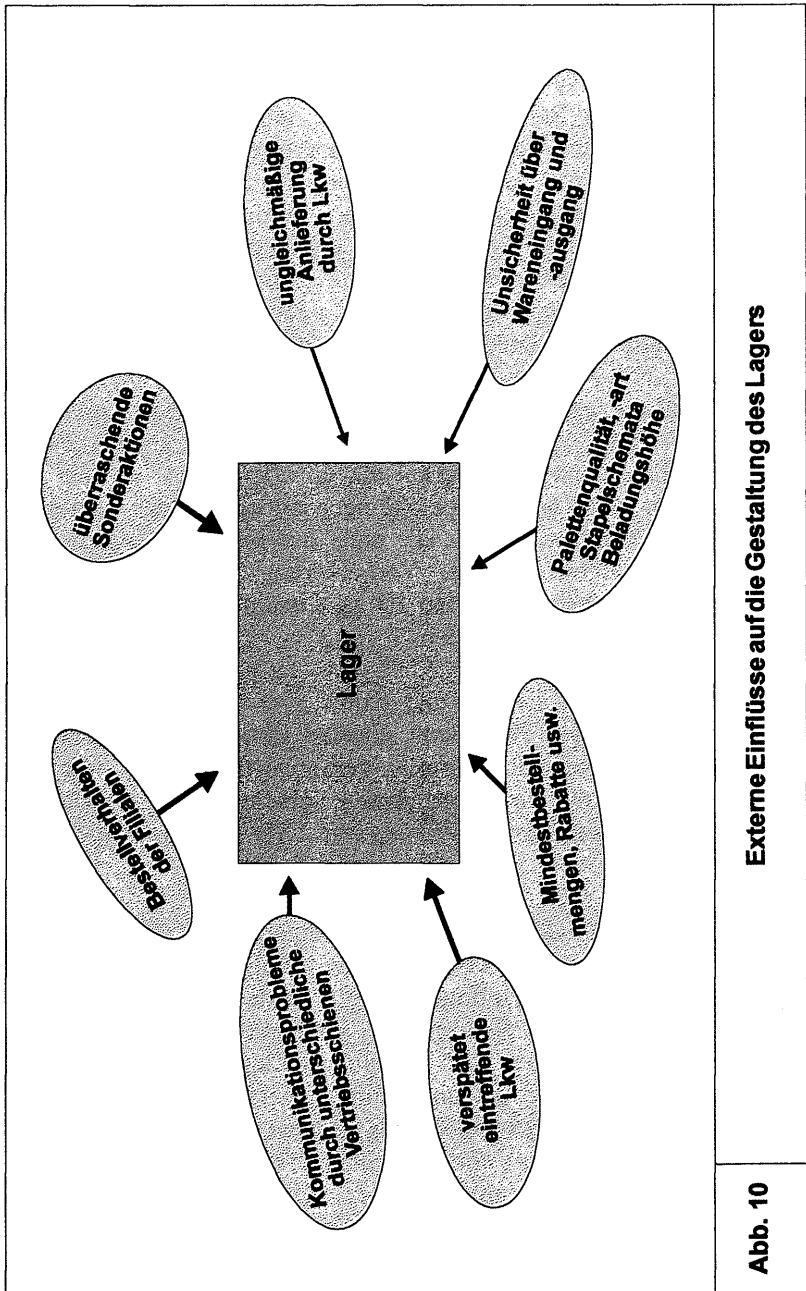 Bestellverhalten
der Filialen
überraschende
Sonderaktionen
Kommunikationsprobleme
durch unterschiedliche
Vertriebsschienen
ungleichmäßige
Anlieferung
durch Lkw
Lager
verspätet
eintreffende
Lkw
Unsicherheit über
Wareneingang und
-ausgang
Mindestbestell-
mengen, Rabatte usw.
Palettenqualität, -art
Stapelschemata
Beladungshöhe
Abb. 10
Externe Einflüsse auf die Gestaltung des Lagers